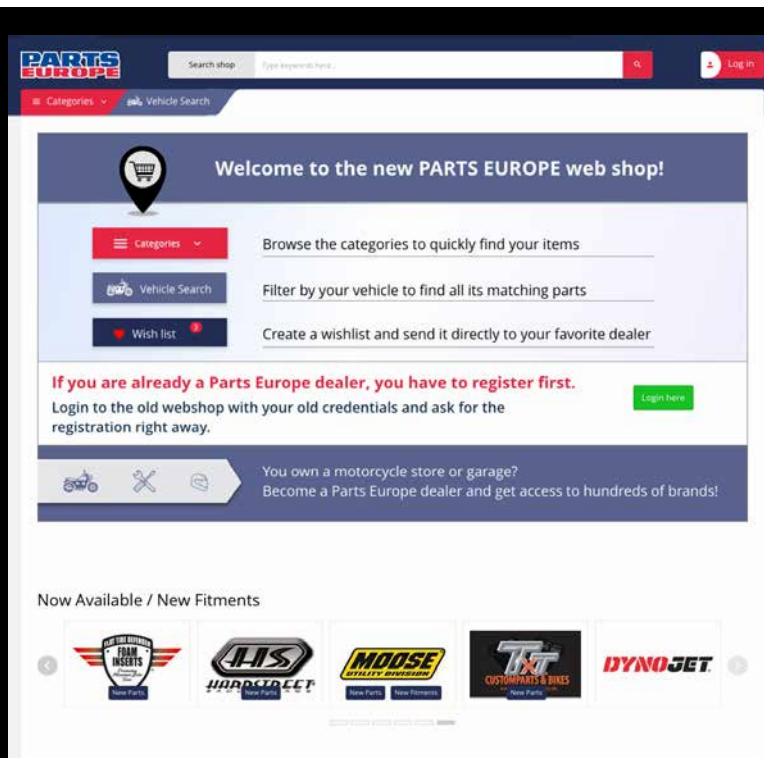 PARTS
EUROPE
Search shop
Type keywords here...
Log in
Categories
Vehicle Search
Welcome to the new PARTS EUROPE web shop!
Categories
Browse the categories to quickly find your items
Vehicle Search
Filter by your vehicle to find all its matching parts
Wish list 3
Create a wishlist and send it directly to your favorite dealer
If you are already a Parts Europe dealer, you have to register first.
Login to the old webshop with your old credentials and ask for the
registration right away.
Login here
You own a motorcycle store or garage?
Become a Parts Europe dealer and get access to hundreds of brands!
Now Available / New Fitments
FLAT TIRE DEFENDER
FOAM
INSERTS
New Parts
HS
HARDSTREET
New Parts
MOOSE
UTILITY DIVISION
New Parts New Fitments
TXT
CUSTOMPARTS & BIKES
New Parts
DYNOJET.